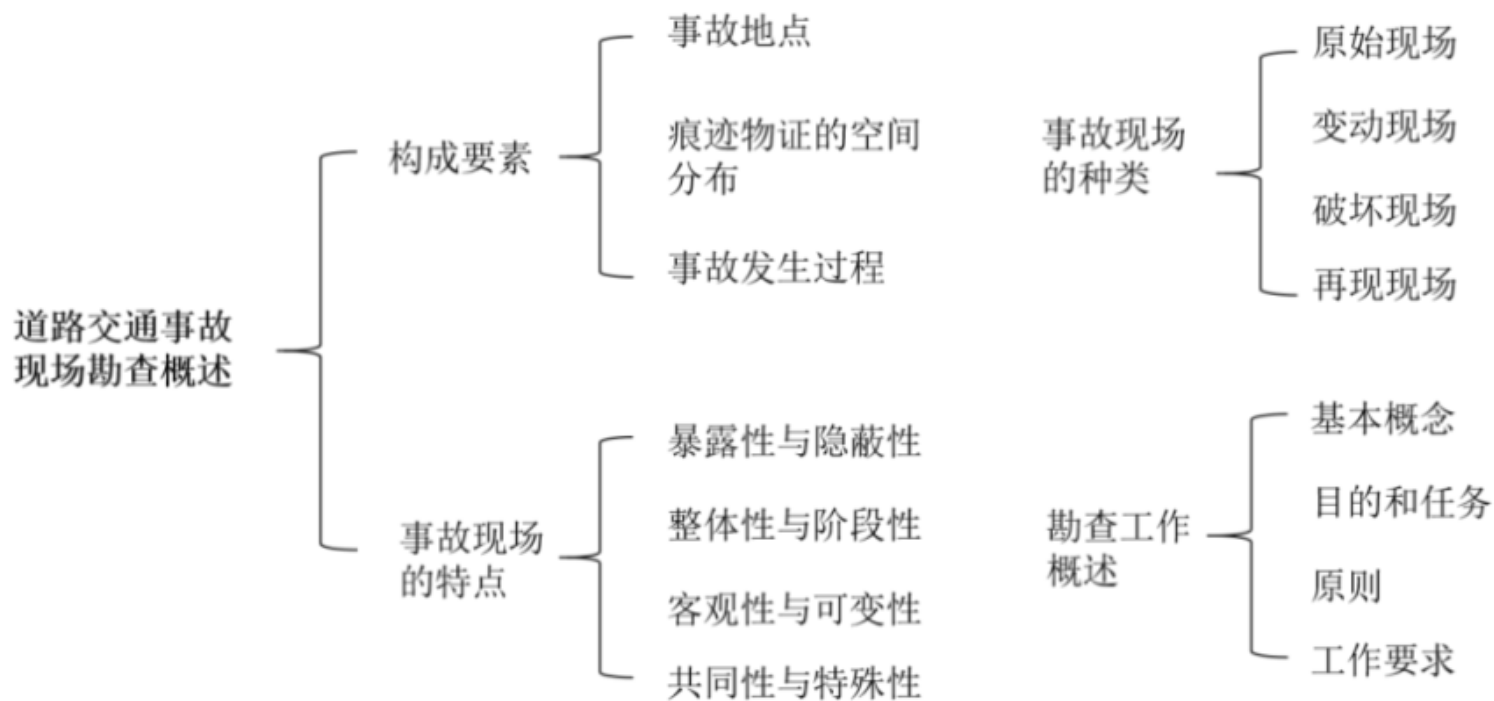 道路交通事故
现场勘查概述
构成要素
事故地点
痕迹物证的空间
分布
事故发生过程
事故现场
的特点
暴露性与隐蔽性
整体性与阶段性
客观性与可变性
共同性与特殊性
事故现场
的种类
原始现场
变动现场
破坏现场
再现现场
勘查工作
概述
基本概念
目的和任务
原则
工作要求